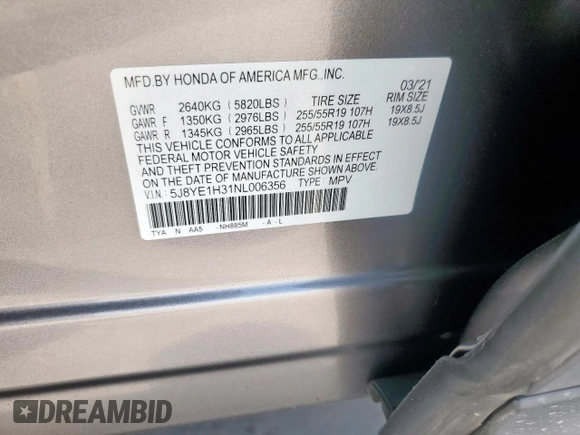 MFD.BY HONDA OF AMERICA MFG.,INC.
03/'21
GVWR 2640KG (5820LBS) TIRE SIZE RIM SIZE
GAWR F 1350KG (2976LBS) 255/55R19 107H 19X8.5J
GAWR R 1345KG (2965LBS) 255/55R19 107H 19X8.5J
THIS VEHICLE CONFORMS TO ALL APPLICABLE
FEDERAL MOTOR VEHICLE SAFETY
AND THEFT PREVENTION STANDARDS IN EFFECT
ON THE DATE OF MANUFACTURE SHOWN ABOVE.
V.I.N.: 5J8YE1H31NL006356 TYPE: MPV
TYA N AA5 -NH885M -A -L
DREAMBID